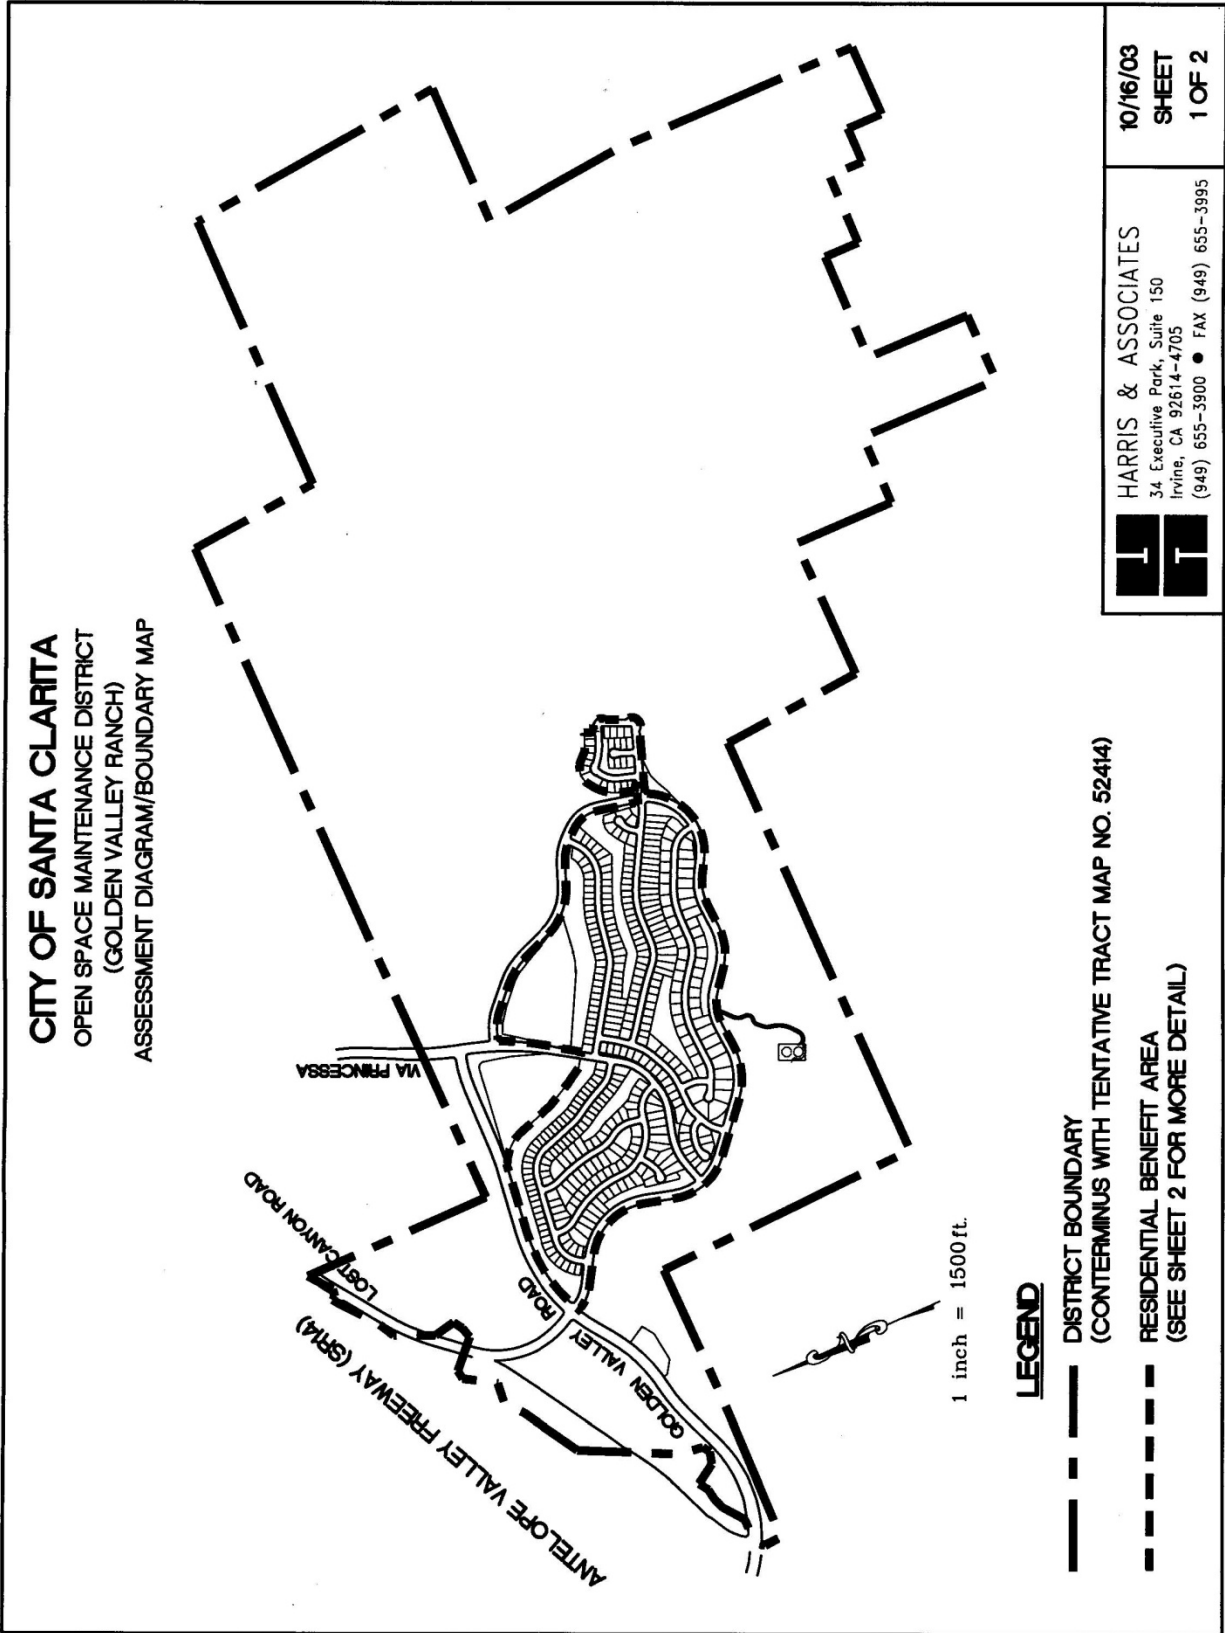 CITY OF SANTA CLARITA
OPEN SPACE MAINTENANCE DISTRICT
(GOLDEN VALLEY RANCH)
ASSESSMENT DIAGRAM/BOUNDARY MAP
ANTELOPE VALLEY FREEWAY (SR14)
LOST CANYON ROAD
VIA PRINCESSA
GOLDEN VALLEY
ROAD
1 inch = 1500ft.
LEGEND
DISTRICT BOUNDARY
(CONTERMINUS WITH TENTATIVE TRACT MAP NO. 52414)
RESIDENTIAL BENEFIT AREA
(SEE SHEET 2 FOR MORE DETAIL)
HARRIS & ASSOCIATES
34 Executive Park, Suite 150
Irvine, CA 92614-4705
(949) 655-3900 ● FAX (949) 655-3995
10/16/03
SHEET
1 OF 2